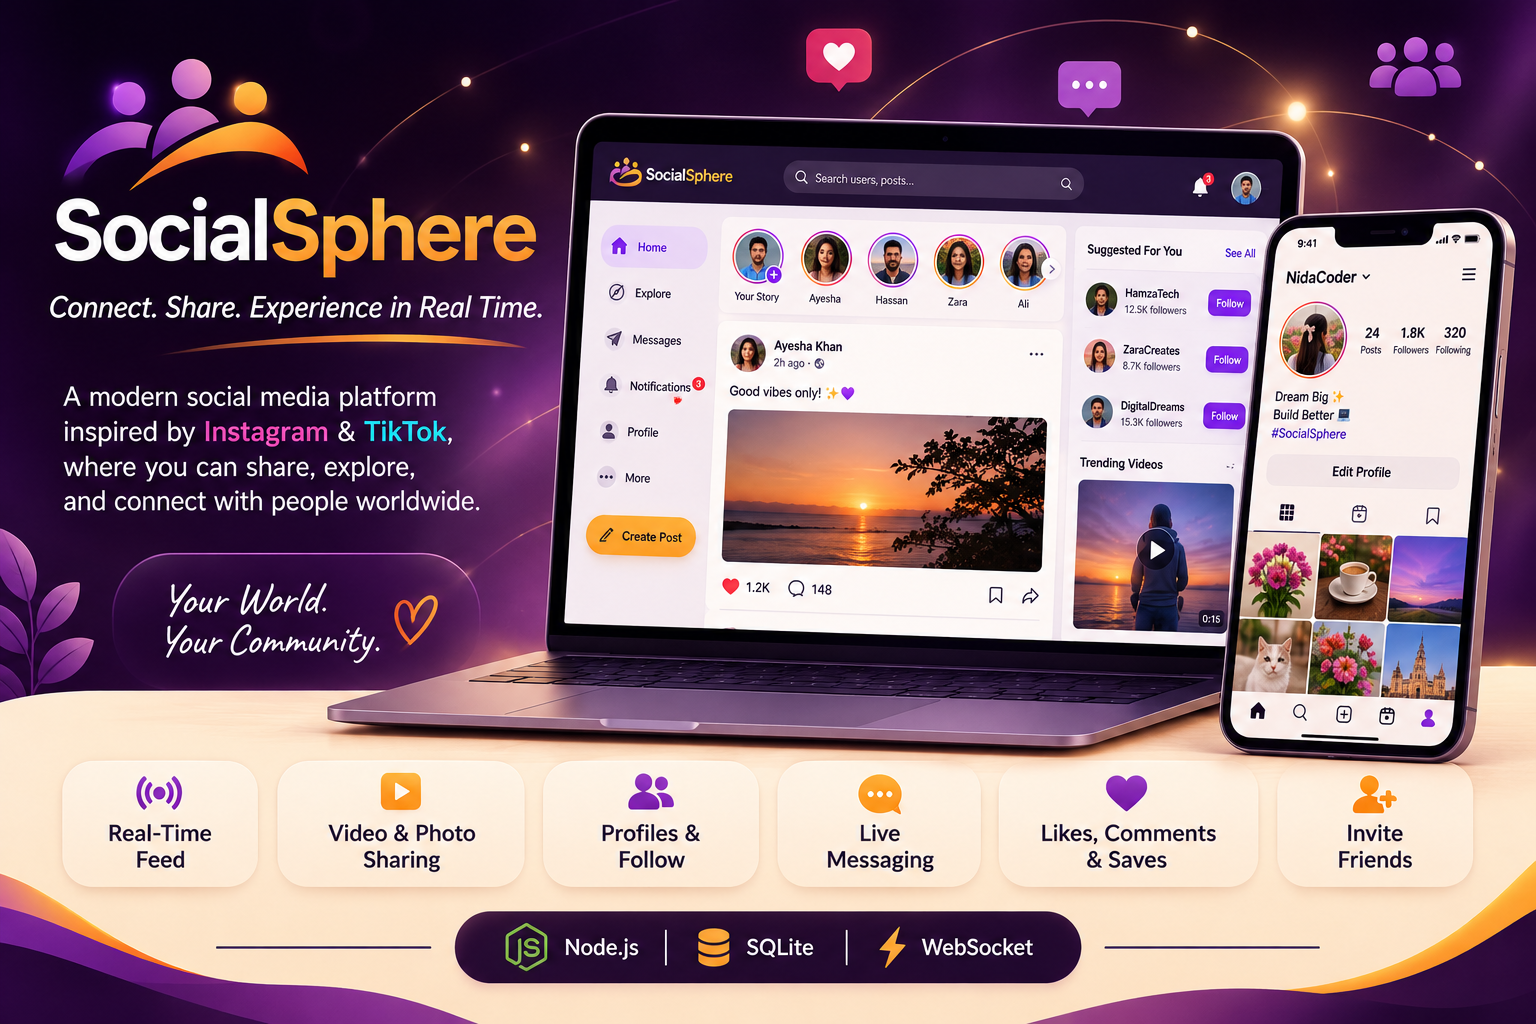 SocialSphere
Connect. Share. Experience in Real Time.
A modern social media platform
inspired by Instagram & TikTok,
where you can share, explore,
and connect with people worldwide.
Your World.
Your Community.
SocialSphere
Search users, posts...
3
Home
Explore
Messages
Notifications 3
Profile
More
Create Post
Your Story
Ayesha
Hassan
Zara
Ali
Ayesha Khan
2h ago ·
Good vibes only! ✨💜
1.2K
148
Suggested For You
See All
HamzaTech
12.5K followers
Follow
ZaraCreates
8.7K followers
Follow
DigitalDreams
15.3K followers
Follow
Trending Videos
0:15
9:41
NidaCoder
24 1.8K 320
Posts Followers Following
Dream Big ✨
Build Better 💻
#SocialSphere
Edit Profile
Real-Time
Feed
Video & Photo
Sharing
Profiles &
Follow
Live
Messaging
Likes, Comments
& Saves
Invite
Friends
JS Node.js
SQLite
WebSocket